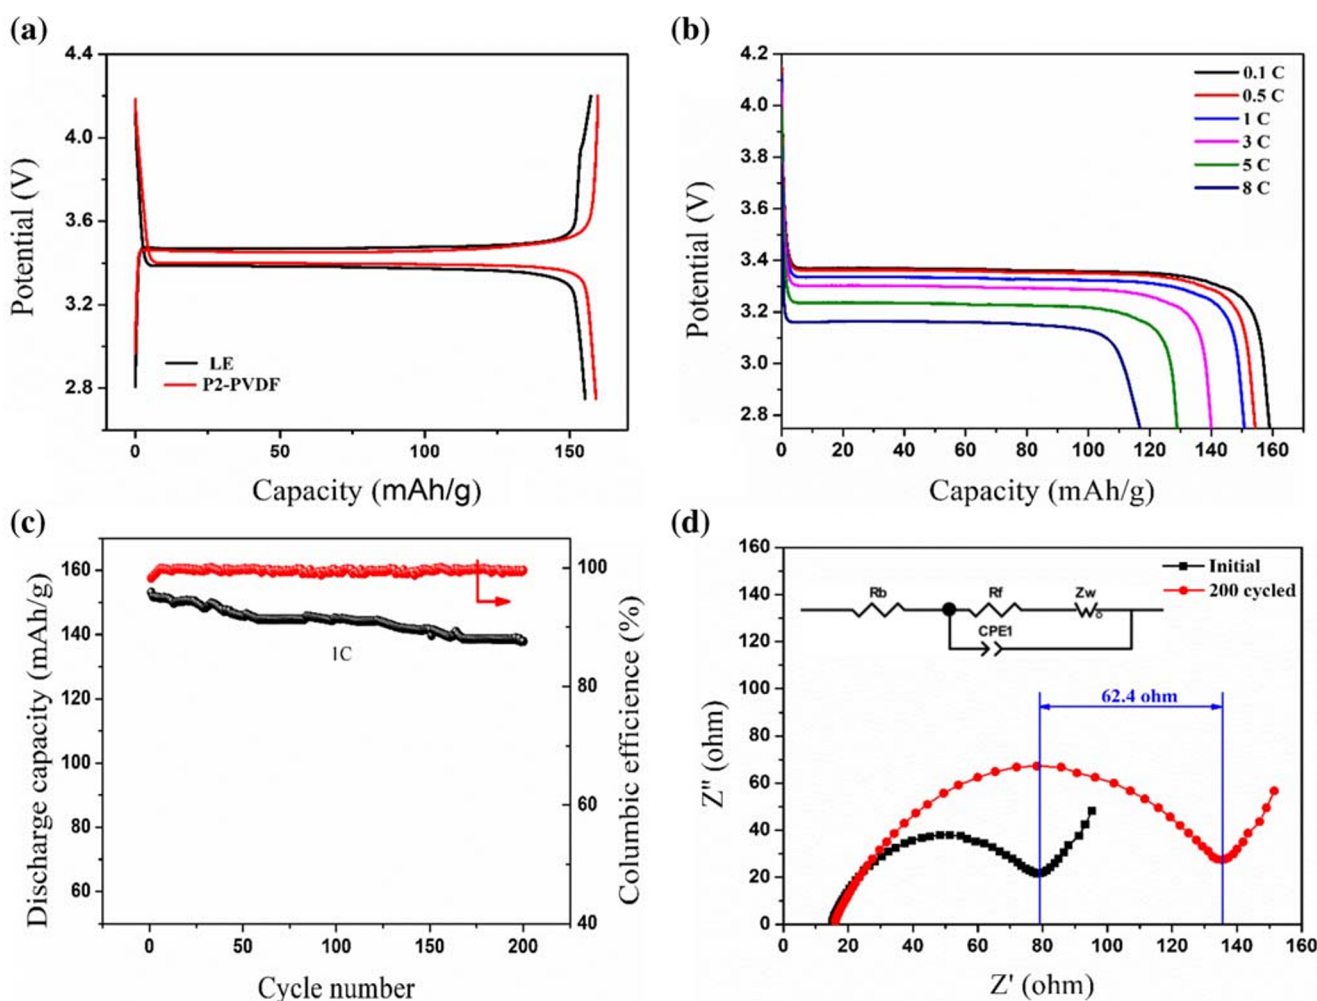 (a)
4.4
4.0
3.6
3.2
2.8
Potential (V)
LE
P2-PVDF
0
50
100
150
Capacity (mAh/g)
(b)
4.2
4.0
3.8
3.6
3.4
3.2
3.0
2.8
Potential (V)
0.1 C
0.5 C
1 C
3 C
5 C
8 C
0
20
40
60
80
100
120
140
160
Capacity (mAh/g)
(c)
160
140
120
100
80
60
Discharge capacity (mAh/g)
1C
100
80
60
40
Columbic efficience (%)
0
50
100
150
200
Cycle number
(d)
160
140
120
100
80
60
40
20
0
Z" (ohm)
Initial
200 cycled
Rb
Rf
Zw
CPE1
62.4 ohm
0
20
40
60
80
100
120
140
160
Z' (ohm)